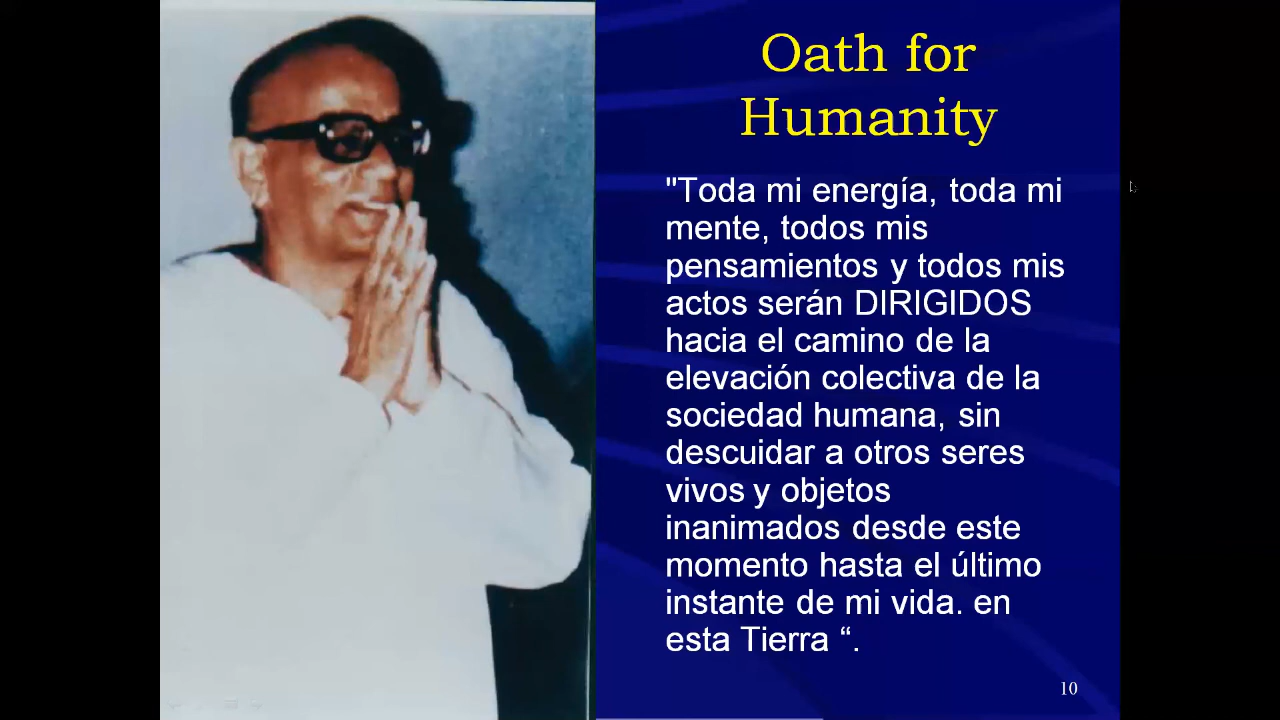 Oath for
Humanity
"Toda mi energía, toda mi
mente, todos mis
pensamientos y todos mis
actos serán DIRIGIDOS
hacia el camino de la
elevación colectiva de la
sociedad humana, sin
descuidar a otros seres
vivos y objetos
inanimados desde este
momento hasta el último
instante de mi vida. en
esta Tierra “.
10